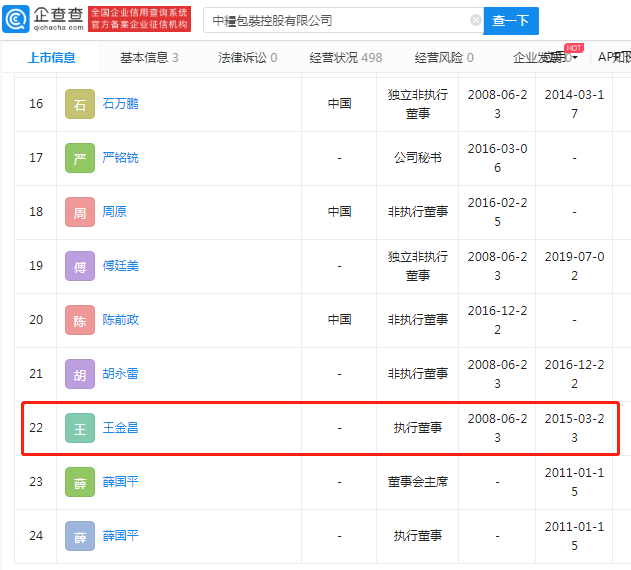 企查查
qichacha.com
全国企业信用查询系统
官方备案企业征信机构
中糧包裝控股有限公司
查一下
上市信息 基本信息 3 法律诉讼 0 经营状况 498 经营风险 0 企业发展 0
应用
HOT
16 石 石万鹏 中国 独立非执行董事 2008-06-23 2014-03-17
17 严 严铭铳 - 公司秘书 2016-03-06 -
18 周 周原 中国 非执行董事 2016-02-25 -
19 傅 傅廷美 - 独立非执行董事 2008-06-23 2019-07-02
20 陈 陈前政 中国 非执行董事 2016-12-22 -
21 胡 胡永雷 - 非执行董事 2008-06-23 2016-12-22
22 王 王金昌 - 执行董事 2008-06-23 2015-03-23
23 薛 薛国平 - 董事会主席 - 2011-01-15
24 薛 薛国平 - 执行董事 - 2011-01-15